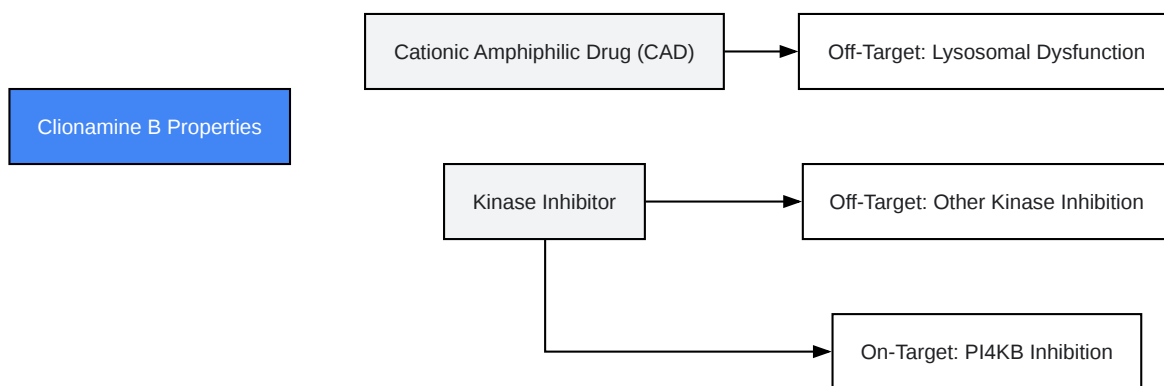 Cationic Amphiphilic Drug (CAD)
Off-Target: Lysosomal Dysfunction
Clionamine B Properties
Kinase Inhibitor
Off-Target: Other Kinase Inhibition
On-Target: PI4KB Inhibition